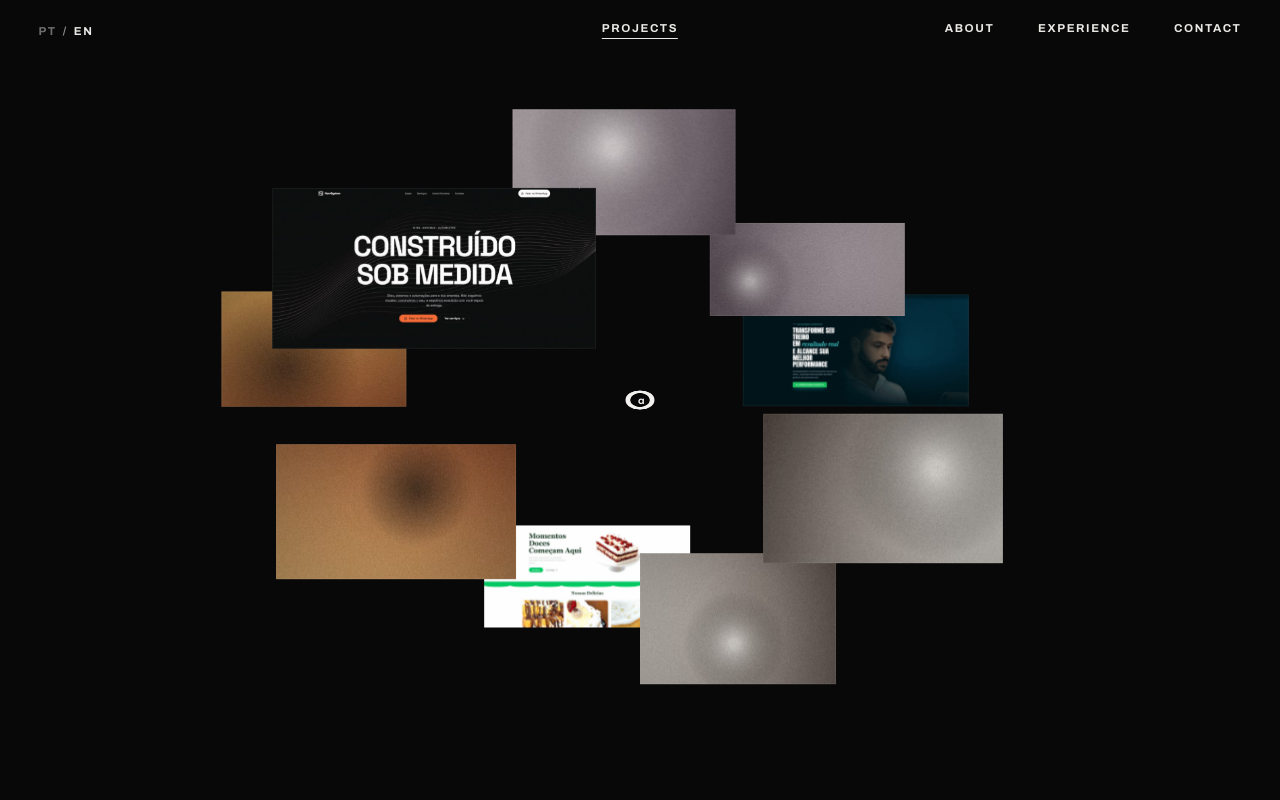 PT / EN
PROJECTS
ABOUT
EXPERIENCE
CONTACT
CONSTRUÍDO
SOB MEDIDA
TRANSFORME SEU
TREINO
EM resultado real
E ALCANCE SUA
MELHOR
PERFORMANCE
a
Momentos
Doces
Começam Aqui
Nossas Delícias